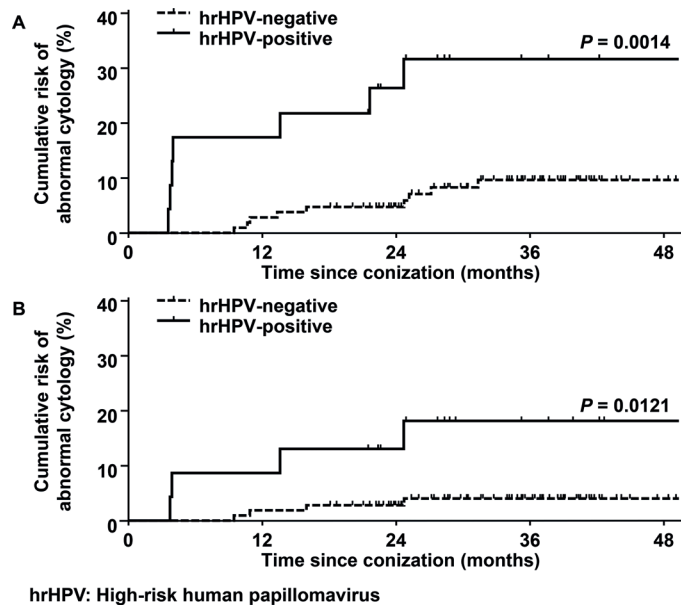 A
40
30
20
10
0
Cumulative risk of
abnormal cytology (%)
hrHPV-negative
hrHPV-positive
P = 0.0014
0 12 24 36 48
Time since conization (months)
B
40
30
20
10
0
Cumulative risk of
abnormal cytology (%)
hrHPV-negative
hrHPV-positive
P = 0.0121
0 12 24 36 48
Time since conization (months)
hrHPV: High-risk human papillomavirus